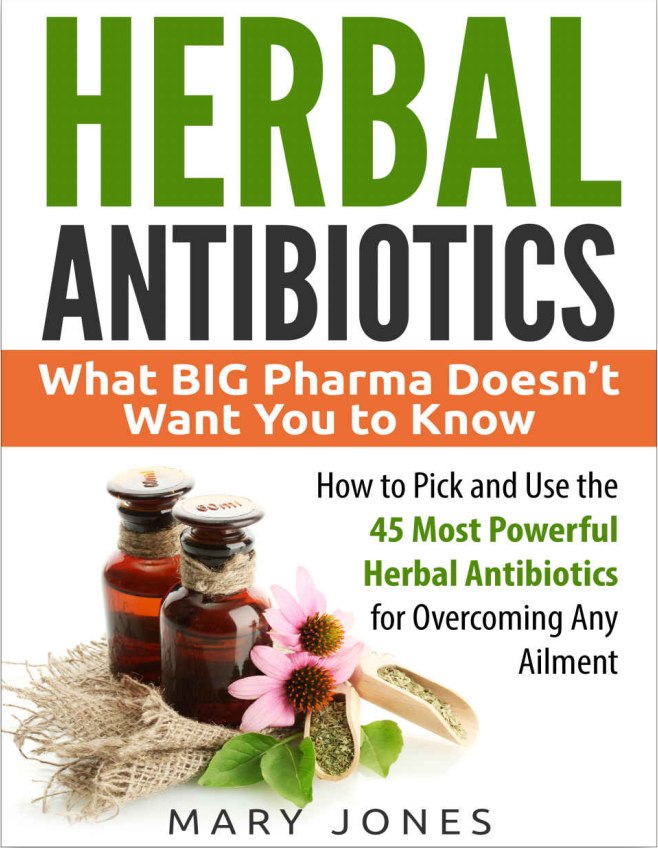 HERBAL
ANTIBIOTICS
What BIG Pharma Doesn't
Want You to Know
How to Pick and Use the
45 Most Powerful
Herbal Antibiotics
for Overcoming Any
Ailment
60ml
MARY JONES